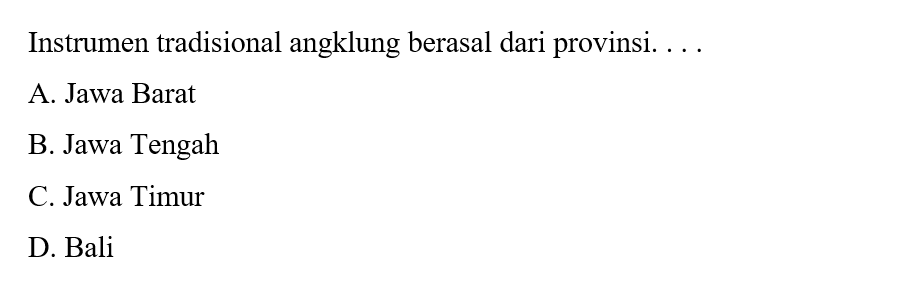 Instrumen tradisional angklung berasal dari provinsi. . . .
A. Jawa Barat
B. Jawa Tengah
C. Jawa Timur
D. Bali